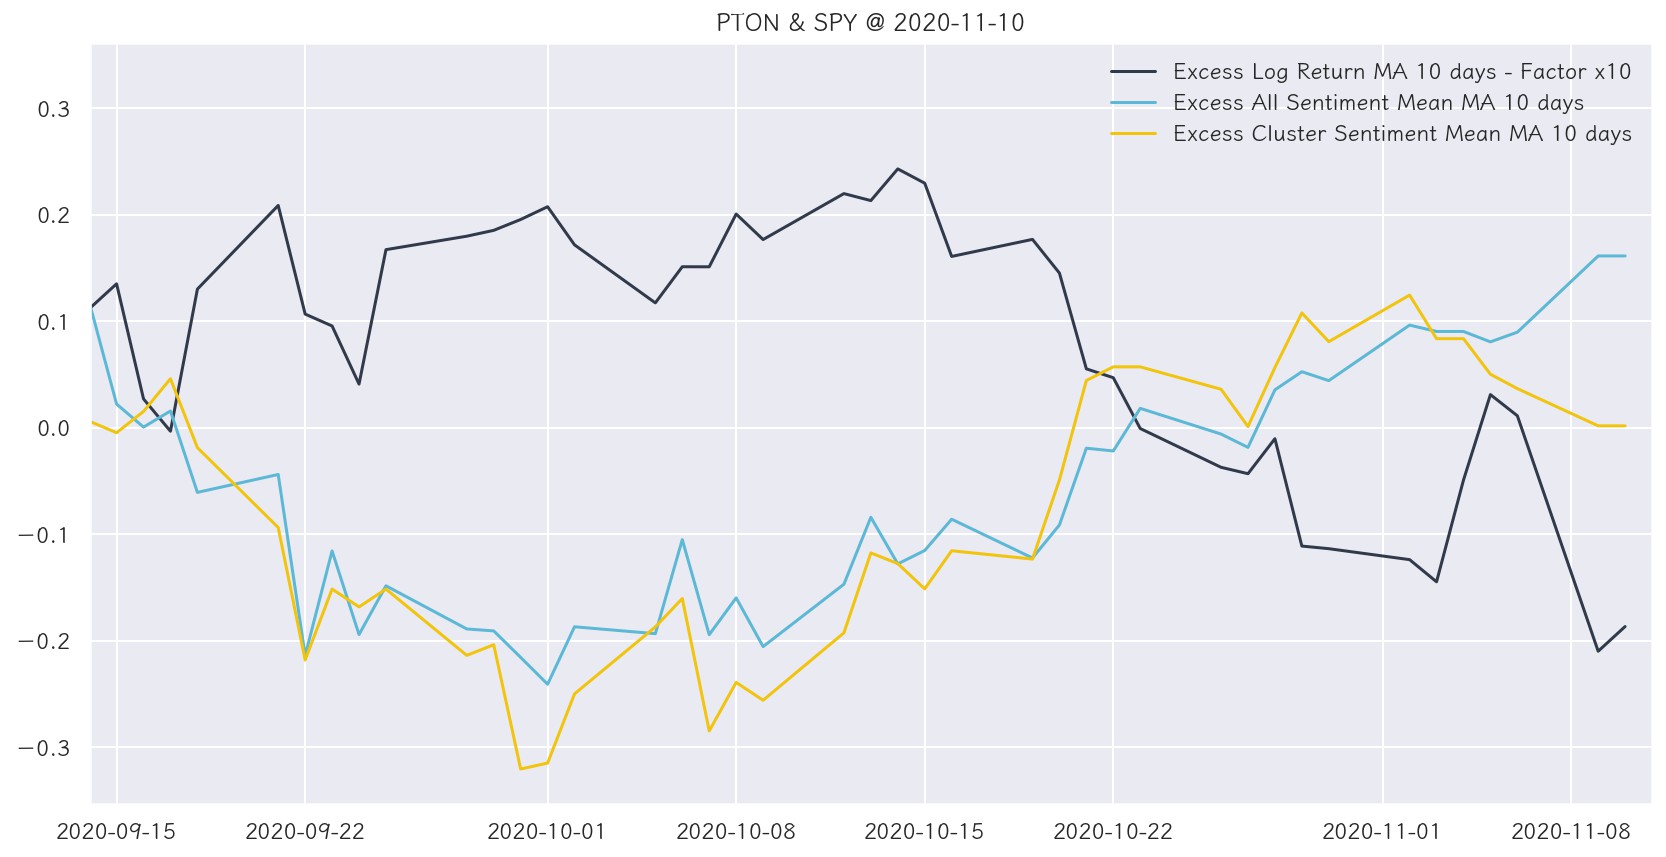 PTON & SPY @ 2020-11-10
Excess Log Return MA 10 days - Factor x10
Excess All Sentiment Mean MA 10 days
Excess Cluster Sentiment Mean MA 10 days
0.3
0.2
0.1
0.0
−0.1
−0.2
−0.3
2020-09-15 2020-09-22 2020-10-01 2020-10-08 2020-10-15 2020-10-22 2020-11-01 2020-11-08